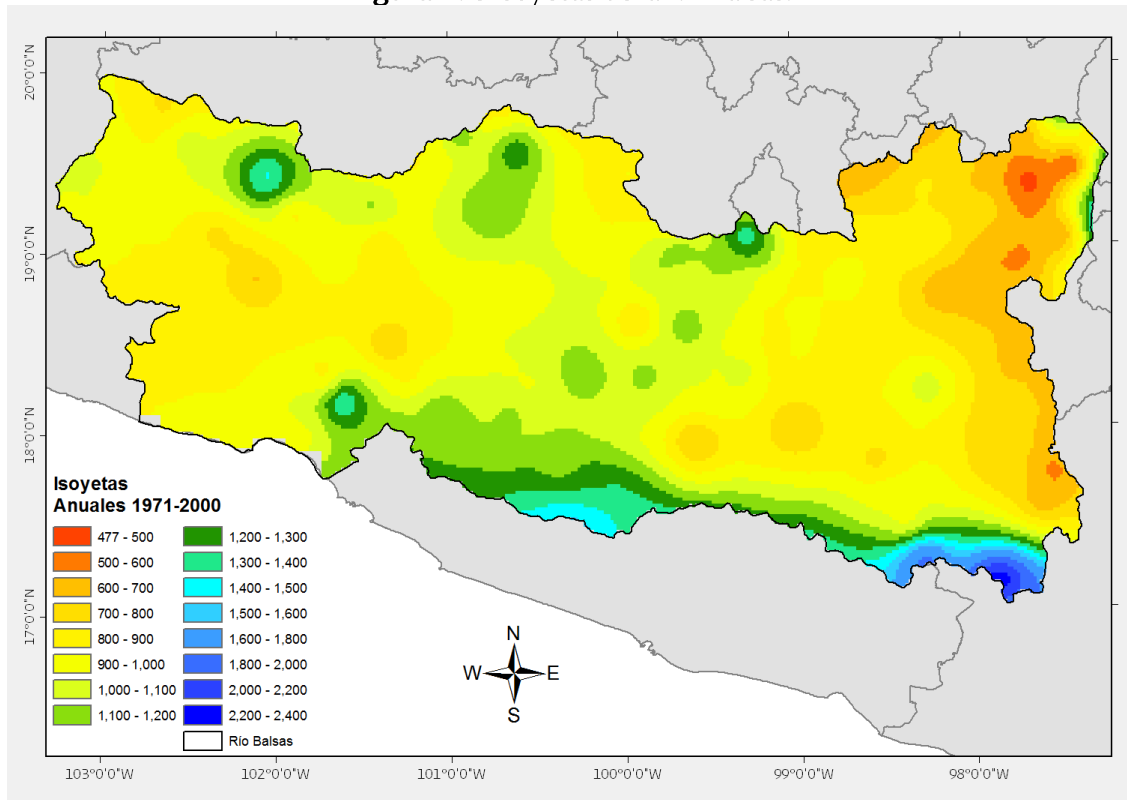 20°0'0"N
19°0'0"N
18°0'0"N
17°0'0"N
Isoyetas
Anuales 1971-2000
477 - 500
500 - 600
600 - 700
700 - 800
800 - 900
900 - 1,000
1,000 - 1,100
1,100 - 1,200
1,200 - 1,300
1,300 - 1,400
1,400 - 1,500
1,500 - 1,600
1,600 - 1,800
1,800 - 2,000
2,000 - 2,200
2,200 - 2,400
Río Balsas
N
W E
S
103°0'0"W 102°0'0"W 101°0'0"W 100°0'0"W 99°0'0"W 98°0'0"W